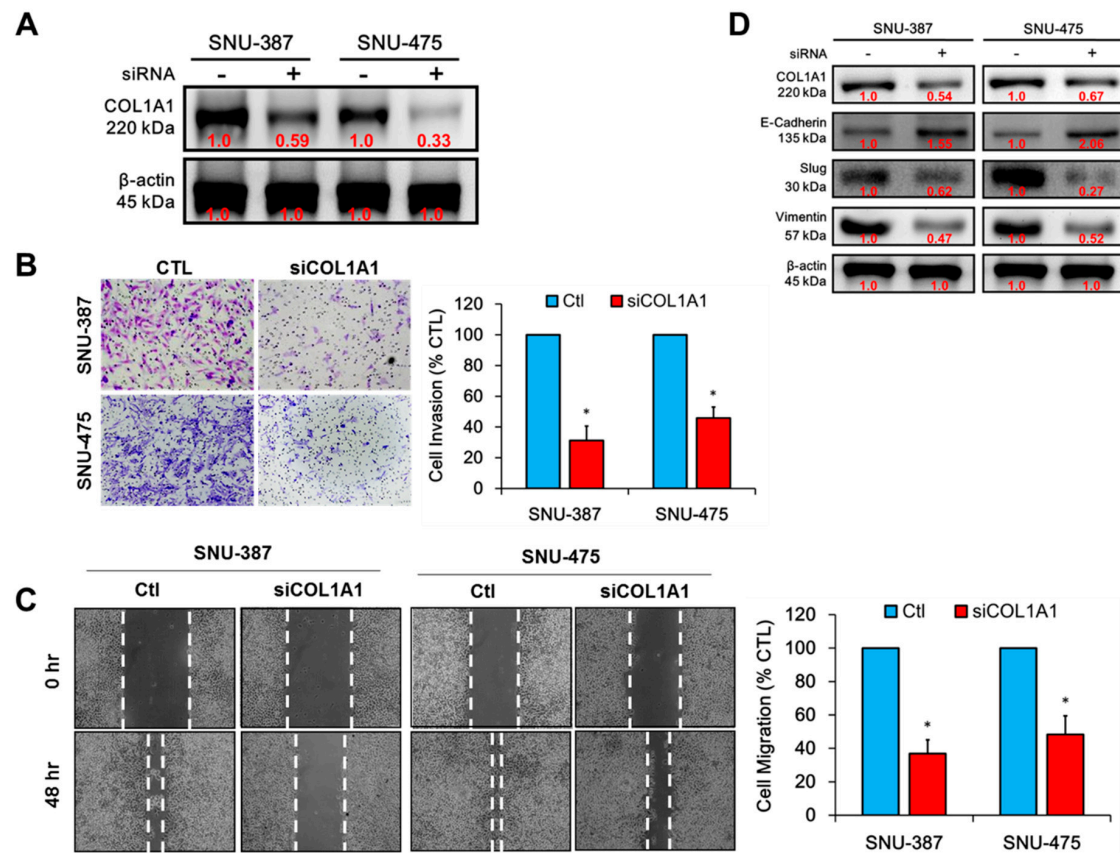 A
SNU-387 SNU-475
siRNA - + - +
COL1A1
220 kDa
1.0 0.59 1.0 0.33
β-actin
45 kDa
1.0 1.0 1.0 1.0
B
CTL siCOL1A1
SNU-387
SNU-475
Ctl siCOL1A1
Cell Invasion (% CTL)
120
100
80
60
40
20
0
* *
SNU-387 SNU-475
C
SNU-387 SNU-475
Ctl siCOL1A1 Ctl siCOL1A1
0 hr
48 hr
Ctl siCOL1A1
Cell Migration (% CTL)
120
100
80
60
40
20
0
* *
SNU-387 SNU-475
D
SNU-387 SNU-475
siRNA - + - +
COL1A1
220 kDa
1.0 0.54 1.0 0.67
E-Cadherin
135 kDa
1.0 1.55 1.0 2.06
Slug
30 kDa
1.0 0.62 1.0 0.27
Vimentin
57 kDa
1.0 0.47 1.0 0.52
β-actin
45 kDa
1.0 1.0 1.0 1.0